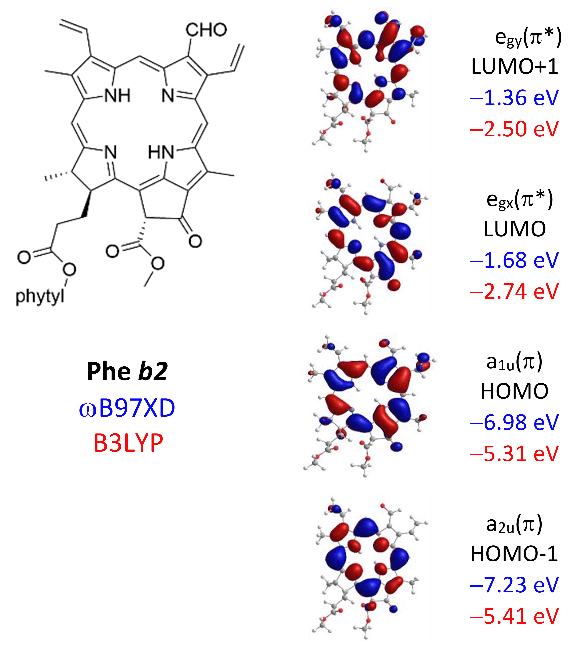 CHO
NH
N
N
HN
O
O
phytyl
O
O
O
Phe b2
ωB97XD
B3LYP
e_gy(π*)
LUMO+1
−1.36 eV
−2.50 eV
e_gx(π*)
LUMO
−1.68 eV
−2.74 eV
a_1u(π)
HOMO
−6.98 eV
−5.31 eV
a_2u(π)
HOMO-1
−7.23 eV
−5.41 eV